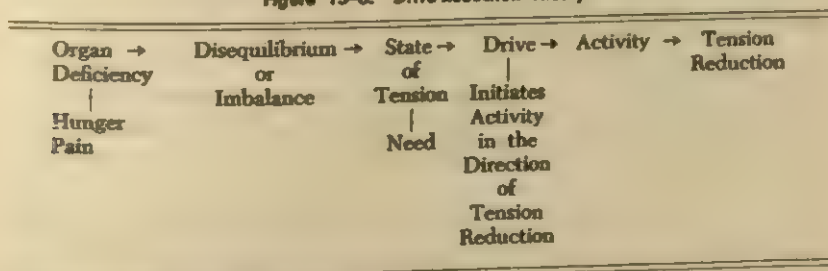 Organ → Disequilibrium → State → Drive → Activity → Tension
Deficiency or of Reduction
Imbalance Tension Initiates
Hunger Activity
Pain Need in the
Direction
of
Tension
Reduction